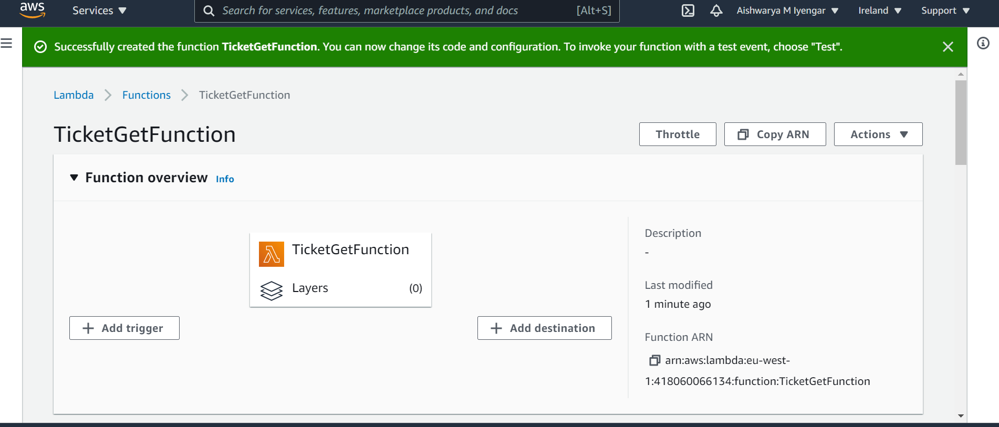 aws
Services
Search for services, features, marketplace products, and docs
[Alt+S]
Aishwarya M Iyengar
Ireland
Support
Successfully created the function TicketGetFunction. You can now change its code and configuration. To invoke your function with a test event, choose "Test".
Lambda
Functions
TicketGetFunction
TicketGetFunction
Throttle
Copy ARN
Actions
Function overview
Info
TicketGetFunction
Layers
(0)
Add trigger
Add destination
Description
-
Last modified
1 minute ago
Function ARN
arn:aws:lambda:eu-west-
1:418060066134:function:TicketGetFunction